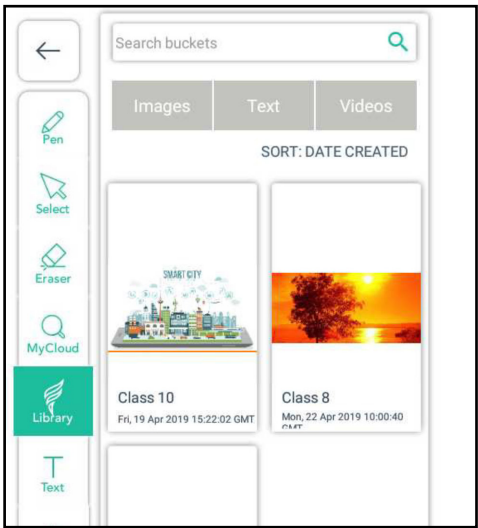 Search buckets
Images Text Videos
SORT: DATE CREATED
Pen
Select
Eraser
MyCloud
Library
Text
SMART CITY
Class 10
Fri, 19 Apr 2019 15:22:02 GMT
Class 8
Mon, 22 Apr 2019 10:00:40
GMT